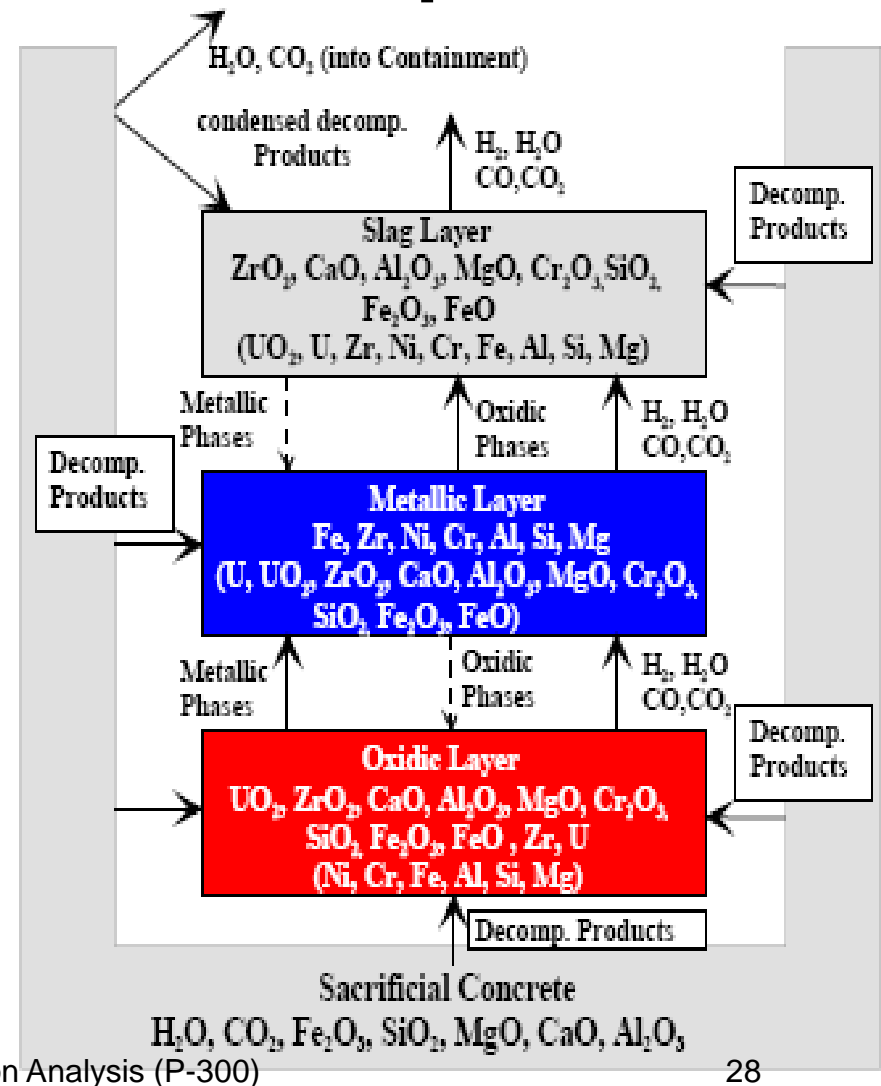 H₂O, CO₂ (into Containment)
condensed decomp.
Products
H₂, H₂O
CO,CO₂
Decomp.
Products
Slag Layer
ZrO₂, CaO, Al₂O₃, MgO, Cr₂O₃, SiO₂,
Fe₂O₃, FeO
(UO₂, U, Zr, Ni, Cr, Fe, Al, Si, Mg)
Metallic
Phases
Oxidic
Phases
H₂, H₂O
CO,CO₂
Decomp.
Products
Metallic Layer
Fe, Zr, Ni, Cr, Al, Si, Mg
(U, UO₂, ZrO₂, CaO, Al₂O₃, MgO, Cr₂O₃,
SiO₂, Fe₂O₃, FeO)
Metallic
Phases
Oxidic
Phases
H₂, H₂O
CO,CO₂
Decomp.
Products
Oxidic Layer
UO₂, ZrO₂, CaO, Al₂O₃, MgO, Cr₂O₃,
SiO₂, Fe₂O₃, FeO , Zr, U
(Ni, Cr, Fe, Al, Si, Mg)
Decomp. Products
Sacrificial Concrete
H₂O, CO₂, Fe₂O₃, SiO₂, MgO, CaO, Al₂O₃
on Analysis (P-300)
28